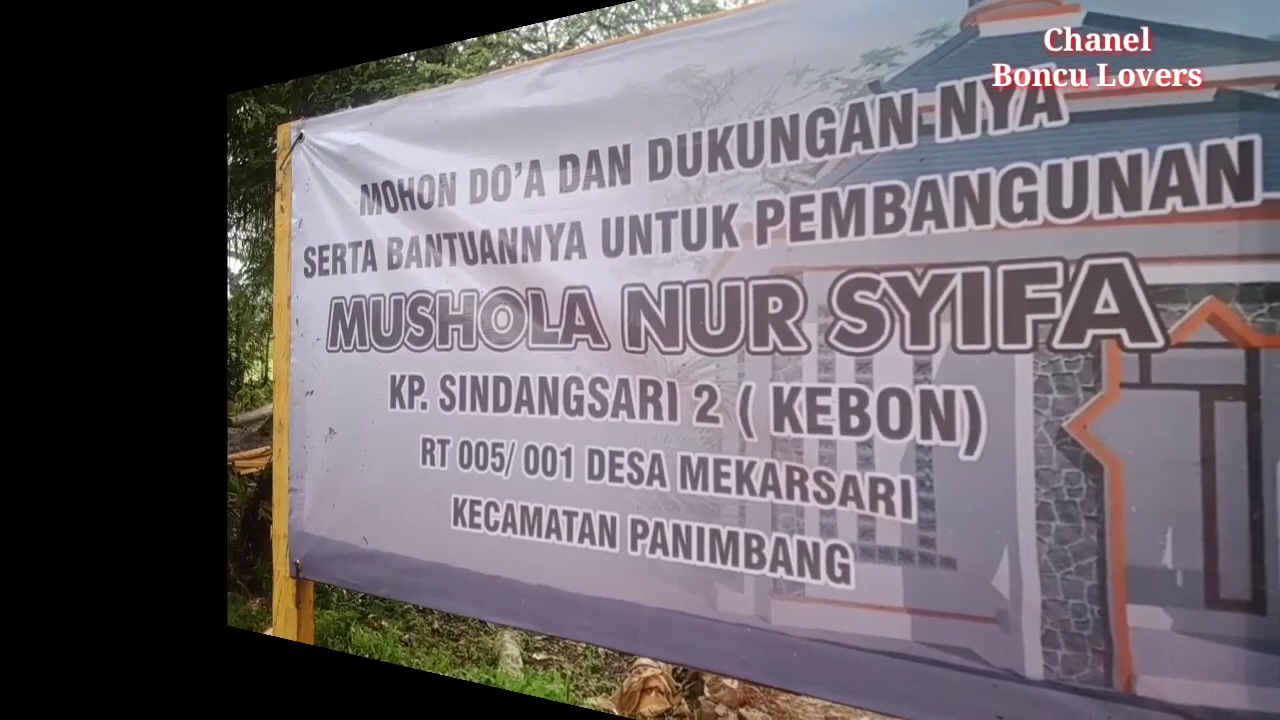 Chanel
Boncu Lovers
MOHON DO'A DAN DUKUNGAN NYA
SERTA BANTUANNYA UNTUK PEMBANGUNAN
MUSHOLA NUR SYIFA
KP. SINDANGSARI 2 ( KEBON)
RT 005/ 001 DESA MEKARSARI
KECAMATAN PANIMBANG